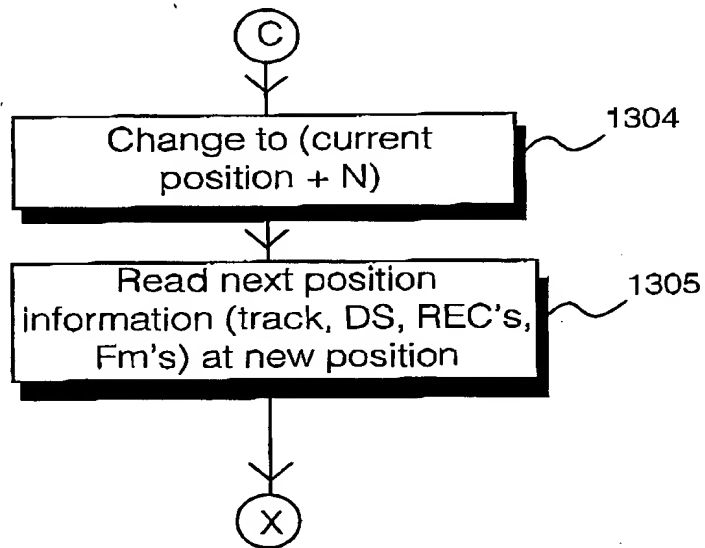 C
Change to (current
position + N)
1304
Read next position
information (track, DS, REC's,
Fm's) at new position
1305
X